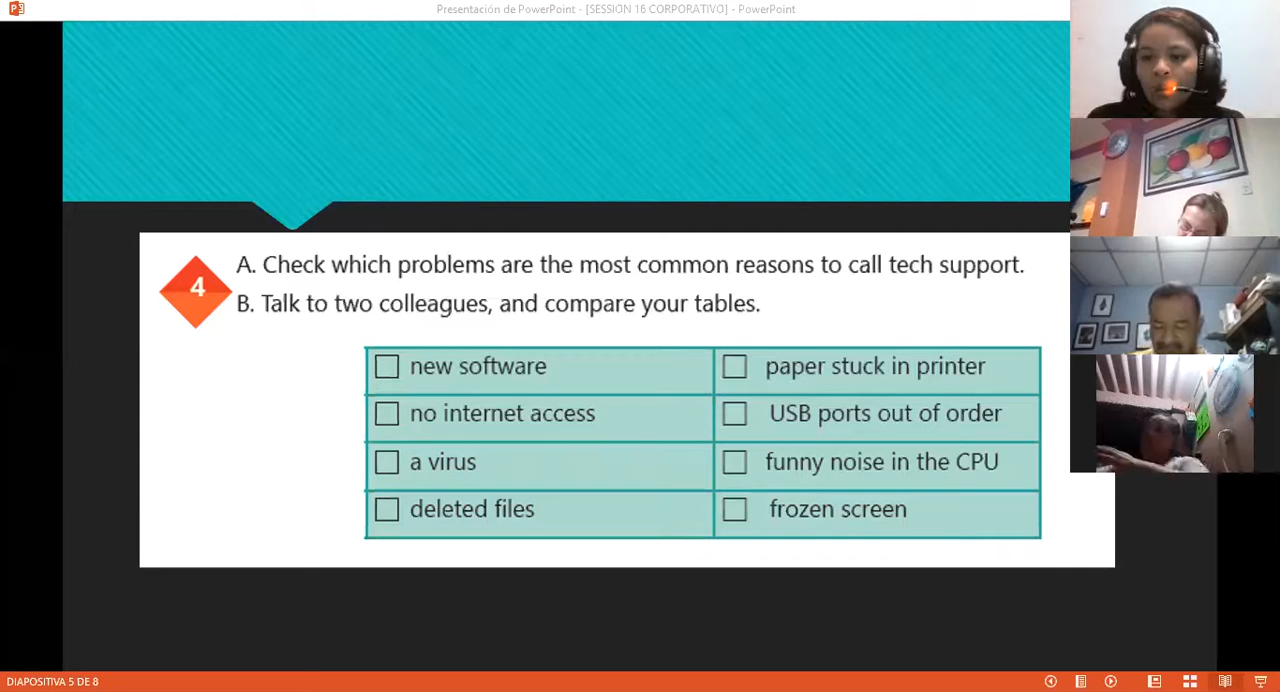 Presentación de PowerPoint - [SESSION 16 CORPORATIVO] - PowerPoint
4
A. Check which problems are the most common reasons to call tech support.
B. Talk to two colleagues, and compare your tables.
new software
paper stuck in printer
no internet access
USB ports out of order
a virus
funny noise in the CPU
deleted files
frozen screen
DIAPOSITIVA 5 DE 8